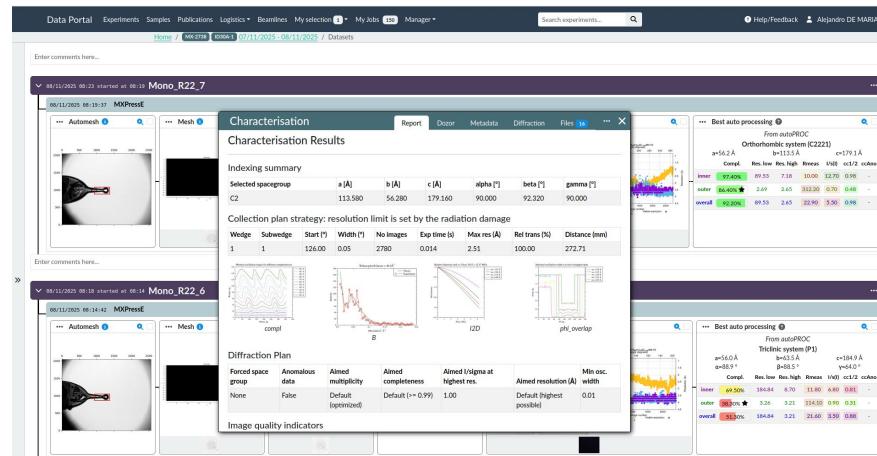 Data Portal Experiments Samples Publications Logistics Beamlines My selection 1 My Jobs 150 Manager Search experiments... Help/Feedback Alejandro DE MARIA
Home / MX-2738 ID30A-1 07/11/2025 - 08/11/2025 / Datasets
Enter comments here...
08/11/2025 08:23 started at 08:19 Mono_R22_7
08/11/2025 08:19:37 MXPressE
Automesh
Mesh
Characterisation Report Dozor Metadata Diffraction Files 16
Characterisation Results
Indexing summary
Selected spacegroup a [Å] b [Å] c [Å] alpha [°] beta [°] gamma [°]
C2 113.580 56.280 179.160 90.000 92.320 90.000
Collection plan strategy: resolution limit is set by the radiation damage
Wedge Subwedge Start (°) Width (°) No images Exp time (s) Max res (Å) Rel trans (%) Distance (mm)
1 1 126.00 0.05 2780 0.014 2.51 100.00 272.71
compl B I2D phi_overlap
Diffraction Plan
Forced space group Anomalous data Aimed multiplicity Aimed completeness Aimed I/sigma at highest res. Aimed resolution (Å) Min osc. width
None False Default (optimized) Default (>= 0.99) 1.00 Default (highest possible) 0.01
Image quality indicators
Best auto processing
From autoPROC
Orthorhombic system (C2221)
a=56.2 Å b=113.5 Å c=179.1 Å
Compl. Res. low Res. high Rmeas I/s(I) cc1/2 ccAno
inner 97.40% 89.53 7.18 10.00 12.70 0.98 -
outer 86.40% 2.69 2.65 312.20 0.70 0.48 -
overall 92.20% 89.53 2.65 22.90 5.50 0.98 -
Enter comments here...
08/11/2025 08:18 started at 08:14 Mono_R22_6
08/11/2025 08:14:42 MXPressE
Automesh
Mesh
Best auto processing
From autoPROC
Triclinic system (P1)
a=56.0 Å b=63.5 Å c=184.9 Å
α=88.9 ° β=88.5 ° γ=64.0 °
Compl. Res. low Res. high Rmeas I/s(I) cc1/2 ccAno
inner 69.50% 184.84 8.70 11.80 6.80 0.81 -
outer 38.30% 3.26 3.21 114.10 0.90 0.31 -
overall 51.50% 184.84 3.21 21.60 3.50 0.88 -